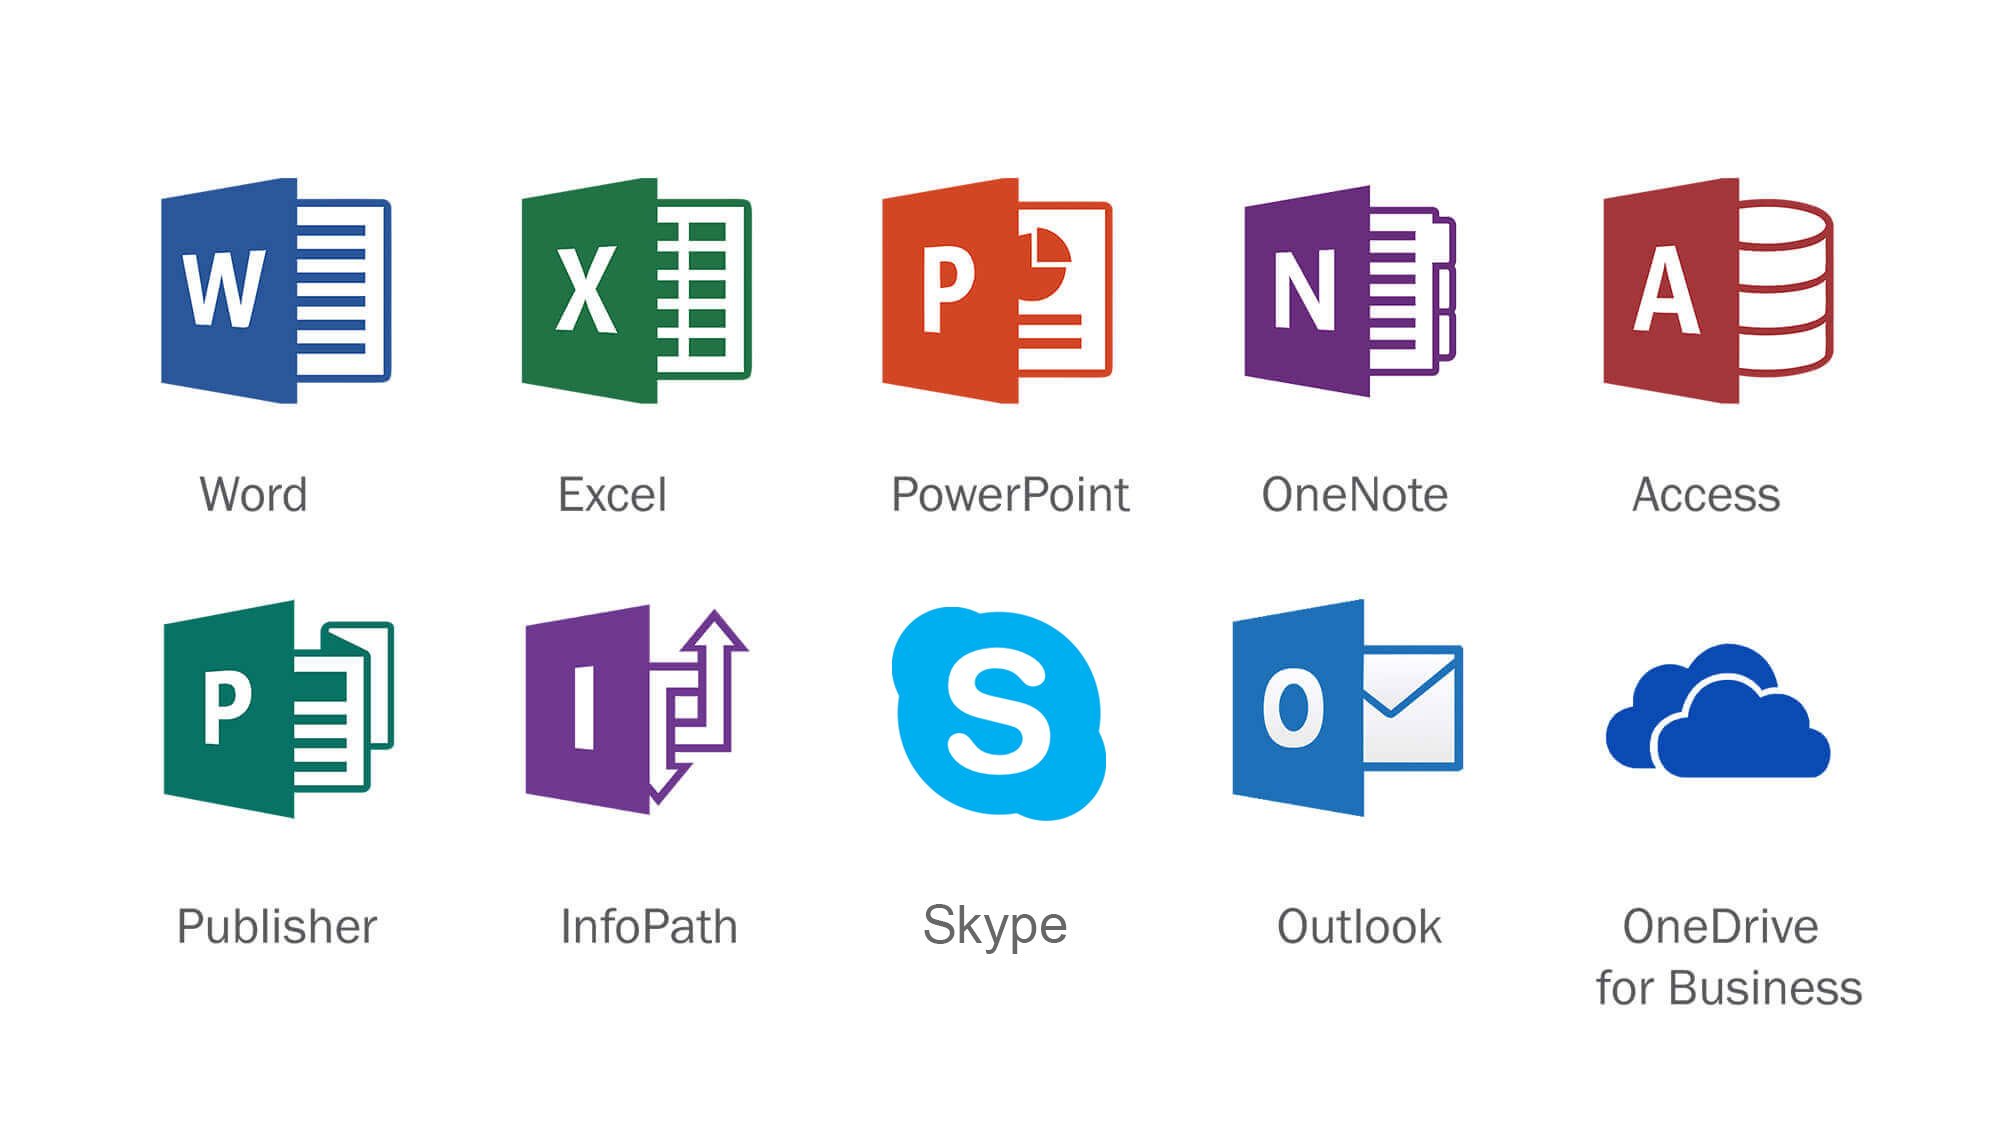 W
X
P
N
A
Word
Excel
PowerPoint
OneNote
Access
P
I
S
O
Publisher
InfoPath
Skype
Outlook
OneDrive
for Business